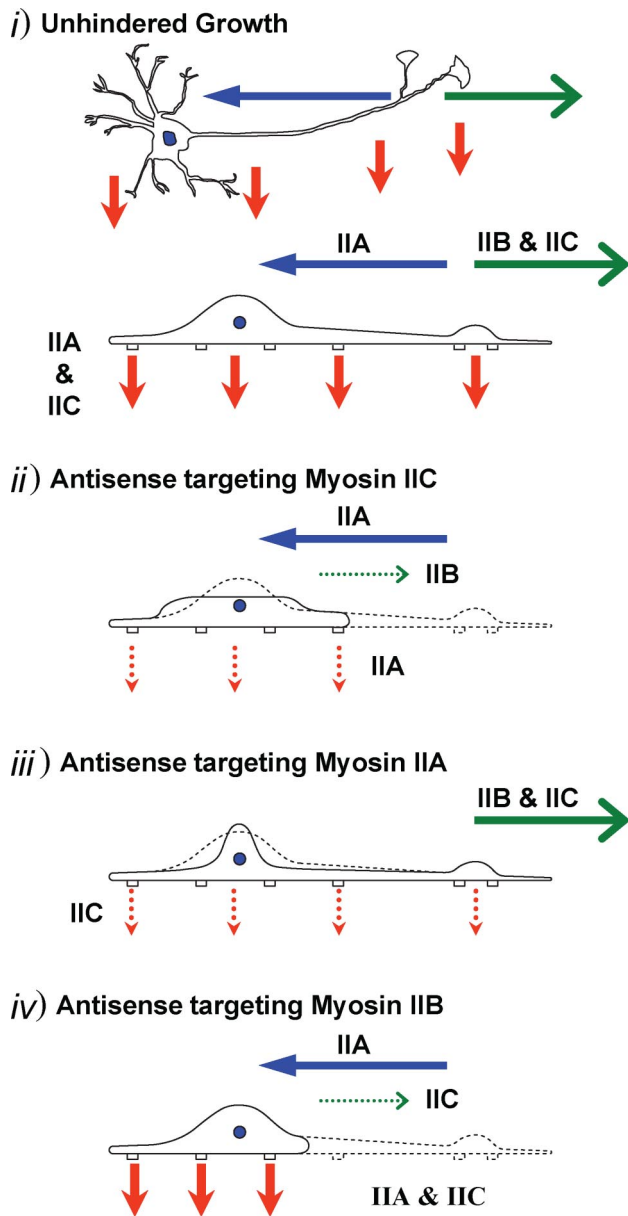 i) Unhindered Growth
IIA
IIB & IIC
IIA
&
IIC
ii) Antisense targeting Myosin IIC
IIA
IIB
IIA
iii) Antisense targeting Myosin IIA
IIB & IIC
IIC
iv) Antisense targeting Myosin IIB
IIA
IIC
IIA & IIC